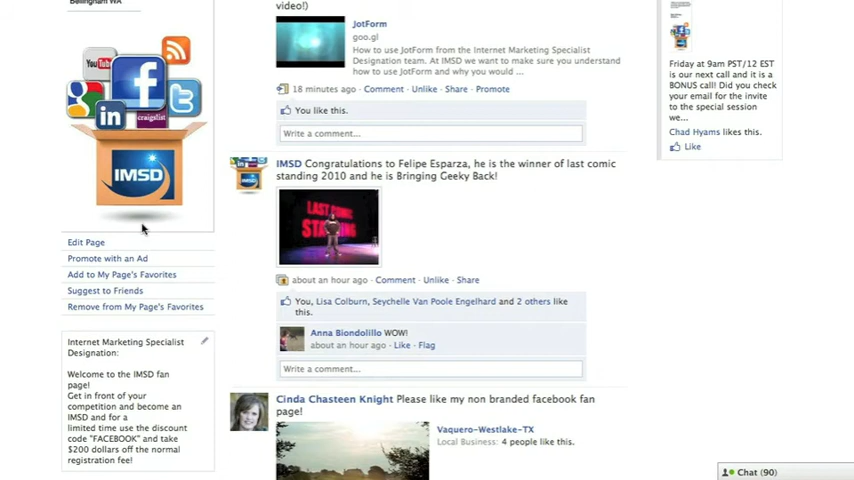 Bellingham WA
You Tube
f
in
craigslist
t
IMSD
Edit Page
Promote with an Ad
Add to My Page's Favorites
Suggest to Friends
Remove from My Page's Favorites
Internet Marketing Specialist
Designation:
Welcome to the IMSD fan
page!
Get in front of your
competition and become an
IMSD and for a
limited time use the discount
code "FACEBOOK" and take
$200 dollars off the normal
registration fee!
video!)
JotForm
goo.gl
How to use JotForm from the Internet Marketing Specialist
Designation team. At IMSD we want to make sure you understand
how to use JotForm and why you would ...
18 minutes ago · Comment · Unlike · Share · Promote
You like this.
Write a comment...
IMSD Congratulations to Felipe Esparza, he is the winner of last comic
standing 2010 and he is Bringing Geeky Back!
LAST COMIC
STANDING
about an hour ago · Comment · Unlike · Share
You, Lisa Colburn, Seychelle Van Poole Engelhard and 2 others like
this.
Anna Biondolillo WOW!
about an hour ago · Like · Flag
Write a comment...
Cinda Chasteen Knight Please like my non branded facebook fan
page!
Vaquero-Westlake-TX
Local Business: 4 people like this.
Friday at 9am PST/12 EST
is our next call and it is a
BONUS call! Did you check
your email for the invite
to the special session
we...
Chad Hyams likes this.
Like
Chat (90)